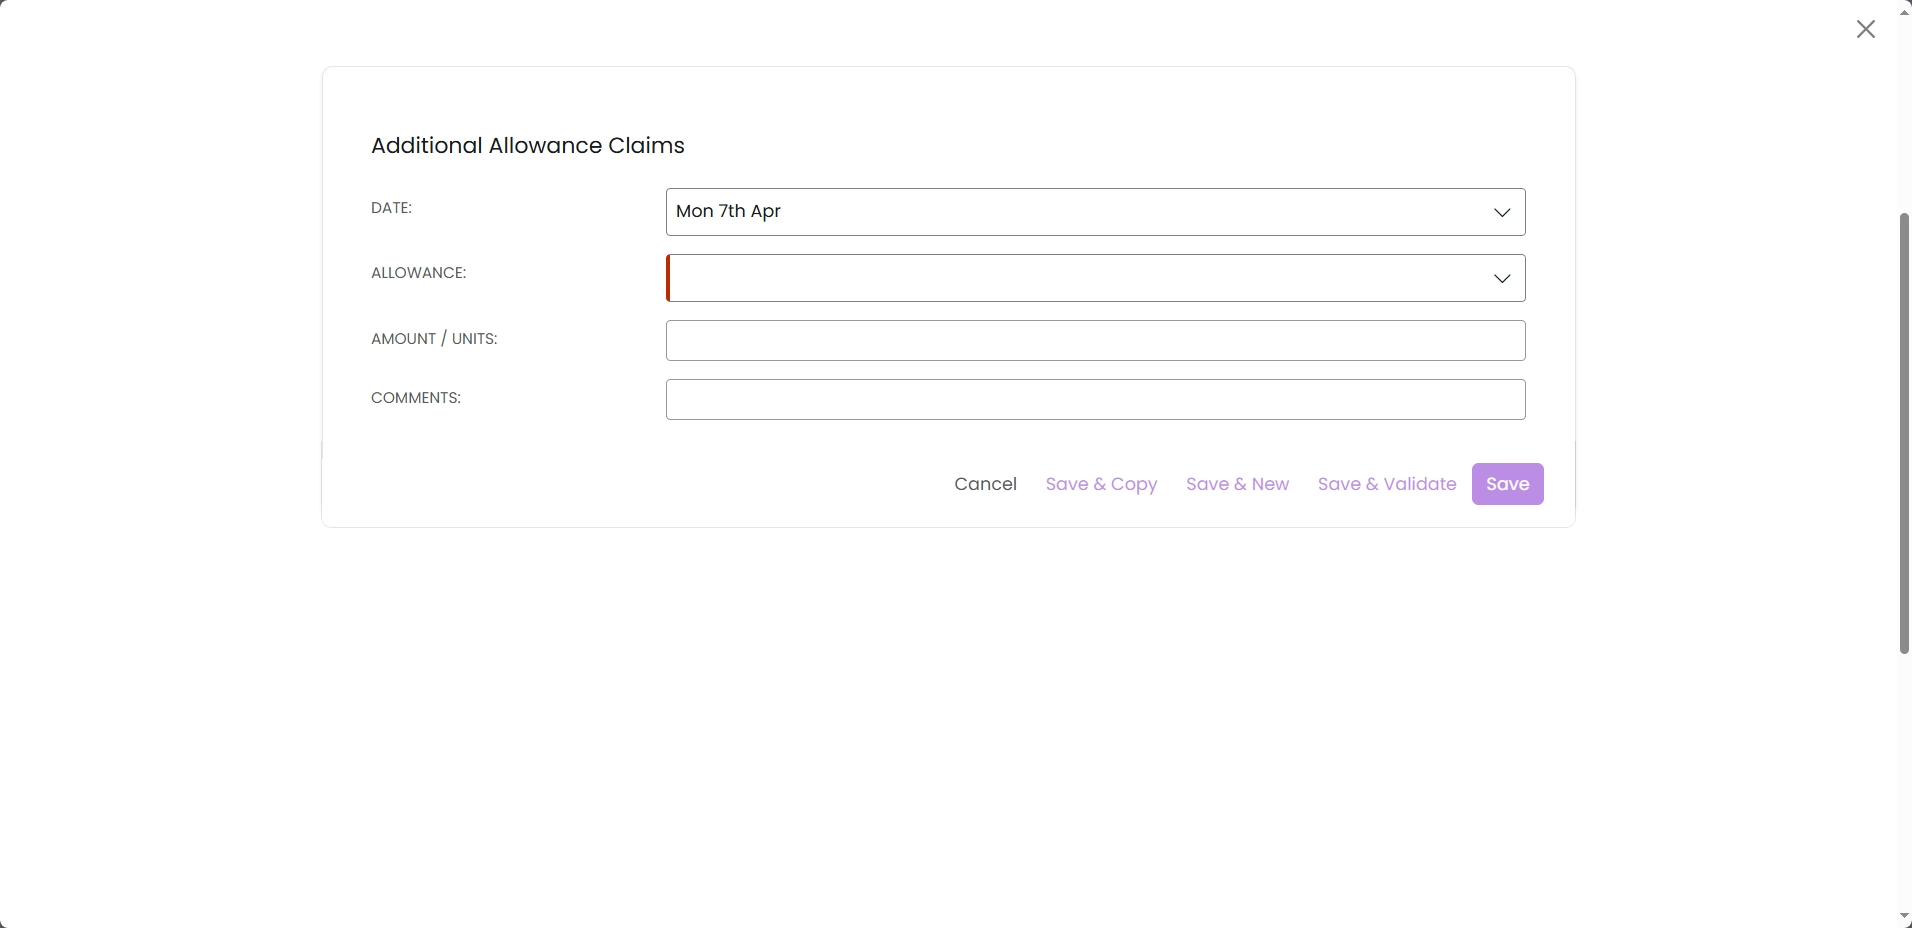 Additional Allowance Claims
DATE:
Mon 7th Apr
ALLOWANCE:
AMOUNT / UNITS:
COMMENTS:
Cancel Save & Copy Save & New Save & Validate Save